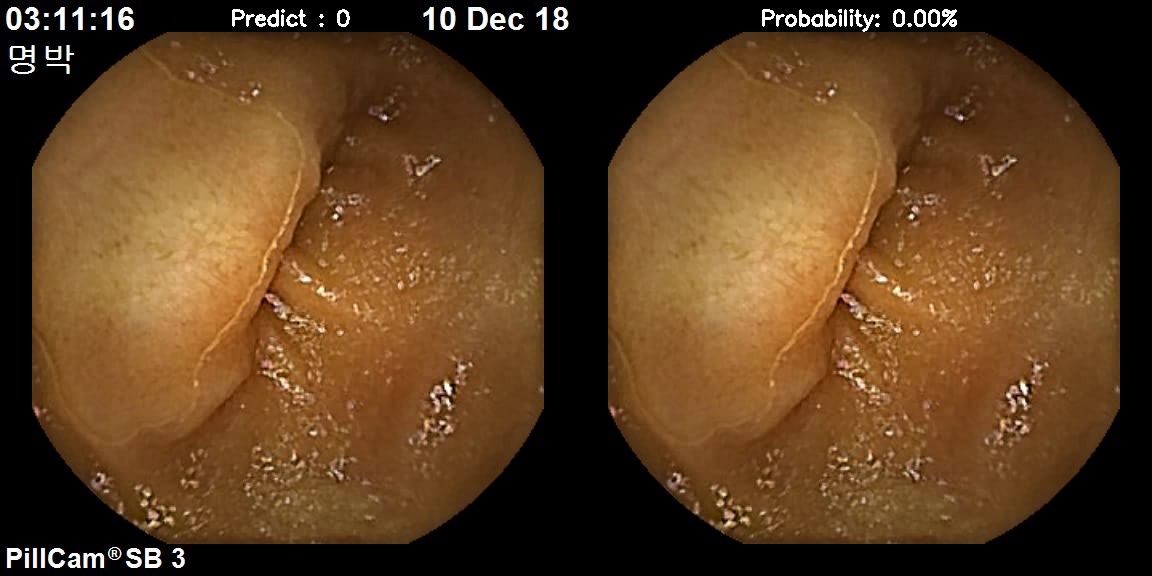 03:11:16
Predict : 0
10 Dec 18
Probability: 0.00%
명박
PillCam® SB 3